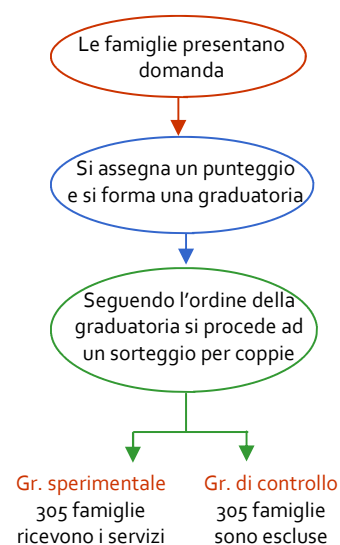 Le famiglie presentano
domanda
Si assegna un punteggio
e si forma una graduatoria
Seguendo l'ordine della
graduatoria si procede ad
un sorteggio per coppie
Gr. sperimentale
305 famiglie
ricevono i servizi
Gr. di controllo
305 famiglie
sono escluse